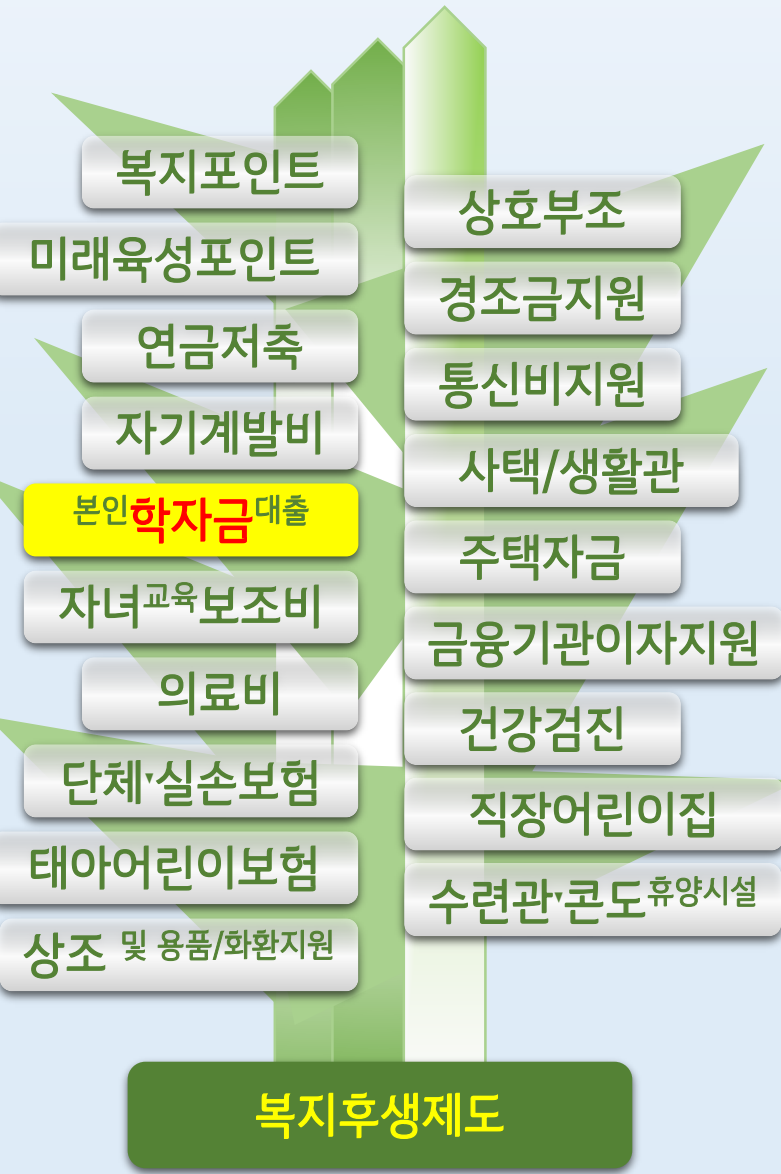 복지포인트
미래육성포인트
연금저축
자기계발비
본인학자금대출
자녀교육보조비
의료비
단체▾실손보험
태아어린이보험
상조 및 용품/화환지원
상호부조
경조금지원
통신비지원
사택/생활관
주택자금
금융기관이자지원
건강검진
직장어린이집
수련관▾콘도휴양시설
복지후생제도